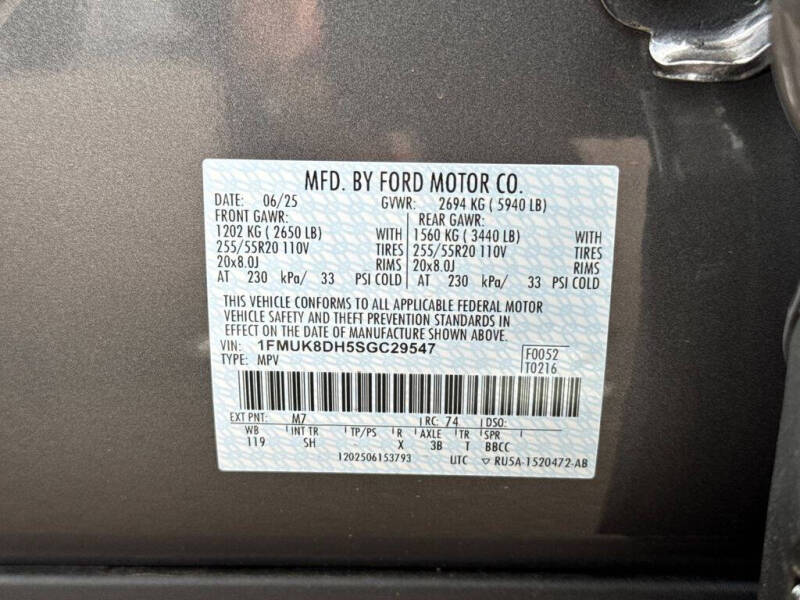 MFD. BY FORD MOTOR CO.
DATE: 06/25 GVWR: 2694 KG ( 5940 LB)
FRONT GAWR: REAR GAWR:
1202 KG ( 2650 LB) WITH 1560 KG ( 3440 LB) WITH
255/55R20 110V TIRES 255/55R20 110V TIRES
20x8.0J RIMS 20x8.0J RIMS
AT 230 kPa/ 33 PSI COLD AT 230 kPa/ 33 PSI COLD
THIS VEHICLE CONFORMS TO ALL APPLICABLE FEDERAL MOTOR
VEHICLE SAFETY AND THEFT PREVENTION STANDARDS IN
EFFECT ON THE DATE OF MANUFACTURE SHOWN ABOVE.
VIN: 1FMUK8DH5SGC29547 F0052
TYPE: MPV T0216
EXT PNT: M7 RC: 74 DSO:
WB INT TR TP/PS R AXLE TR SPR
119 SH - X 3B T BBCC
1202506153793 UTC ▽ RU5A-1520472-AB